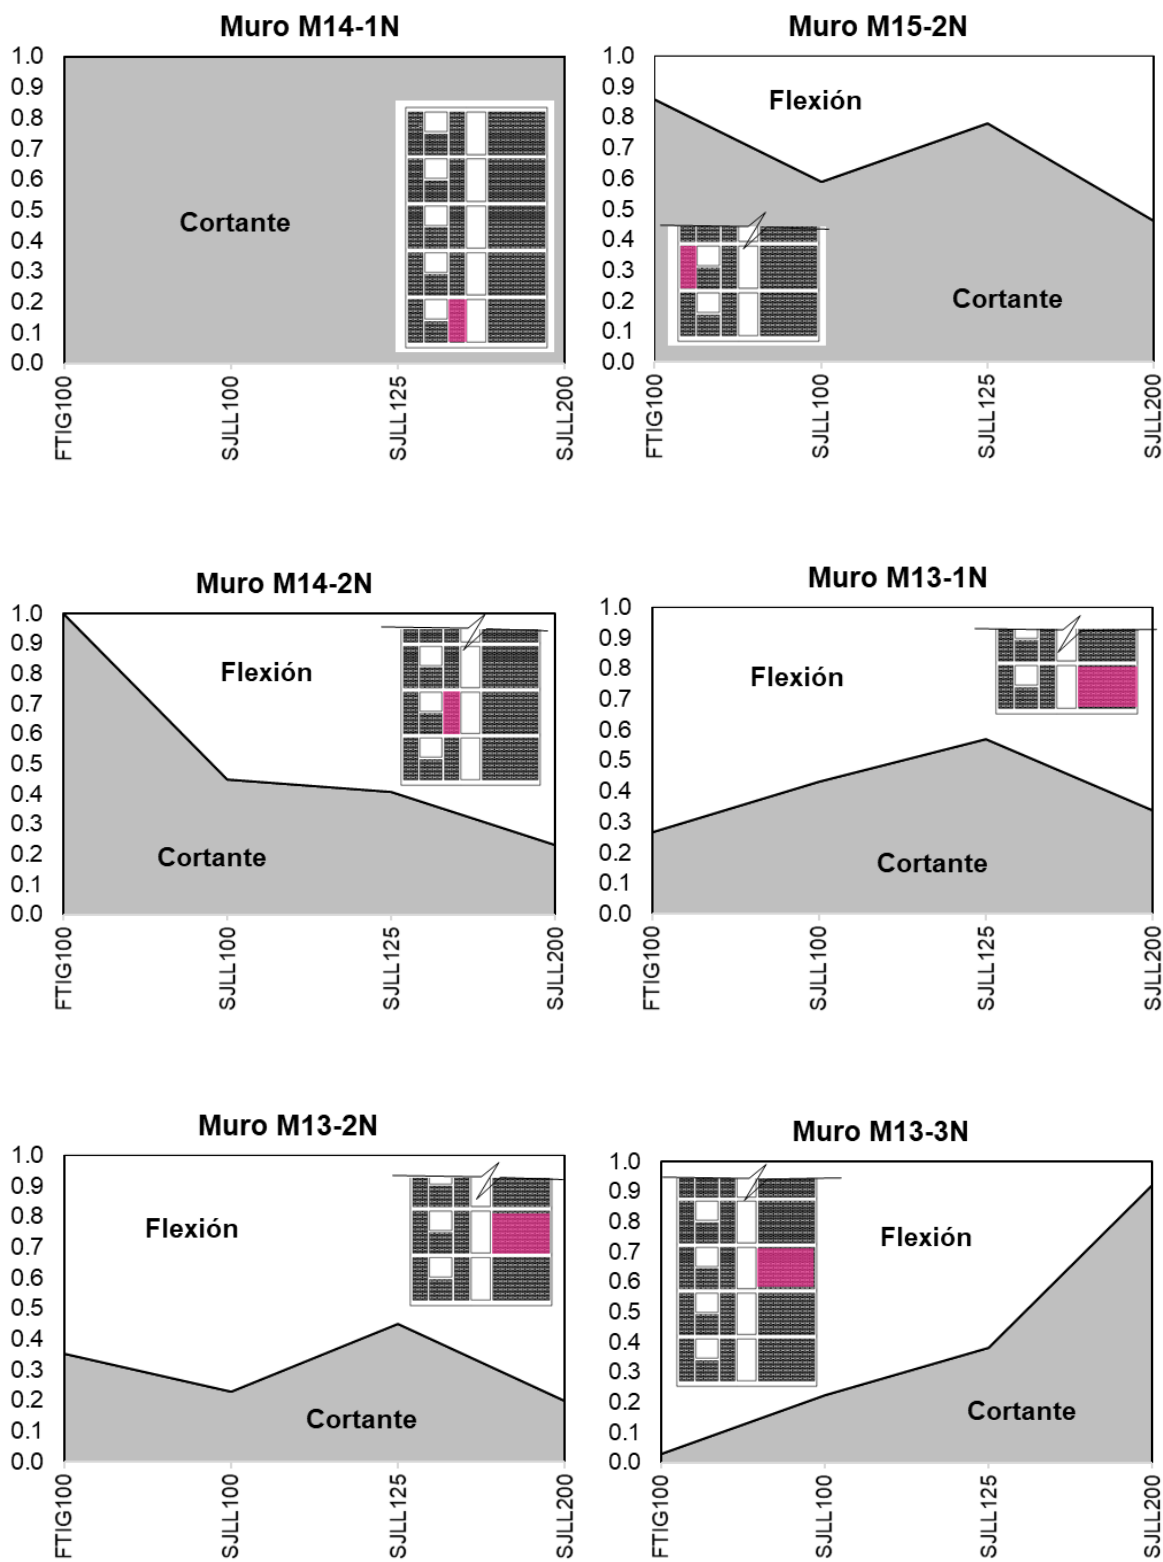 Muro M14-1N
1.0
0.9
0.8
0.7
0.6
0.5
0.4
0.3
0.2
0.1
0.0
Cortante
FTIG100
SJLL100
SJLL125
SJLL200
Muro M15-2N
1.0
0.9
0.8
0.7
0.6
0.5
0.4
0.3
0.2
0.1
0.0
Flexión
Cortante
FTIG100
SJLL100
SJLL125
SJLL200
Muro M14-2N
1.0
0.9
0.8
0.7
0.6
0.5
0.4
0.3
0.2
0.1
0.0
Flexión
Cortante
FTIG100
SJLL100
SJLL125
SJLL200
Muro M13-1N
1.0
0.9
0.8
0.7
0.6
0.5
0.4
0.3
0.2
0.1
0.0
Flexión
Cortante
FTIG100
SJLL100
SJLL125
SJLL200
Muro M13-2N
1.0
0.9
0.8
0.7
0.6
0.5
0.4
0.3
0.2
0.1
0.0
Flexión
Cortante
FTIG100
SJLL100
SJLL125
SJLL200
Muro M13-3N
1.0
0.9
0.8
0.7
0.6
0.5
0.4
0.3
0.2
0.1
0.0
Flexión
Cortante
FTIG100
SJLL100
SJLL125
SJLL200